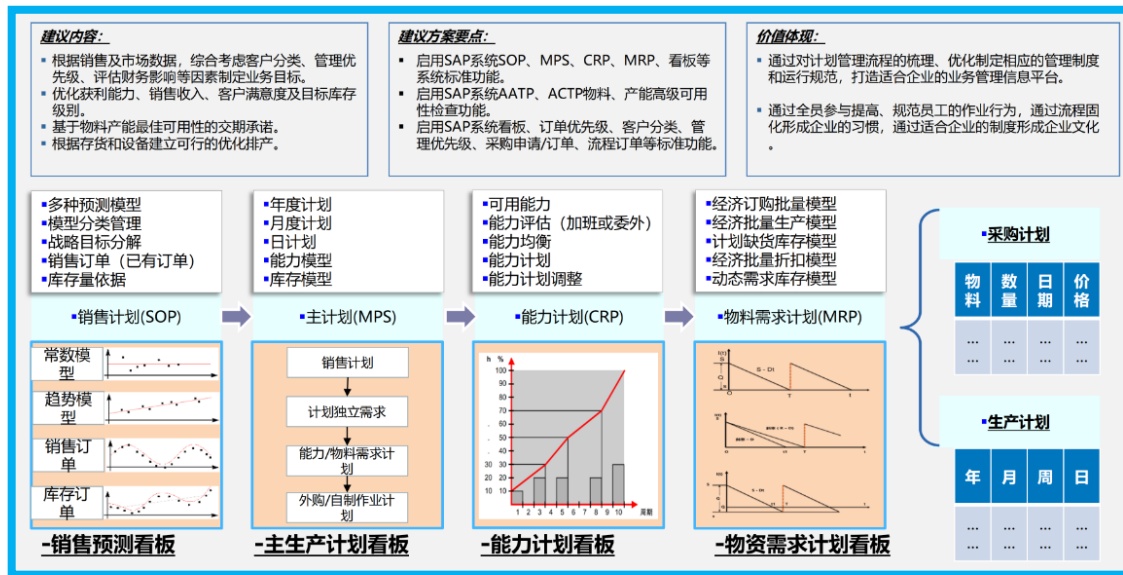 建议内容：
▪ 根据销售及市场数据，综合考虑客户分类、管理优
先级、评估财务影响等因素制定业务目标。
▪ 优化获利能力、销售收入、客户满意度及目标库存
级别。
▪ 基于物料产能最佳可用性的交期承诺。
▪ 根据存货和设备建立可行的优化排产。
建议方案要点：
▪ 启用SAP系统SOP、MPS、CRP、MRP、看板等
系统标准功能。
▪ 启用SAP系统AATP、ACTP物料、产能高级可用
性检查功能。
▪ 启用SAP系统看板、订单优先级、客户分类、管
理优先级、采购申请/订单、流程订单等标准功能。
价值体现：
▪ 通过对计划管理流程的梳理、优化制定相应的管理制度
和运行规范，打造适合企业的业务管理信息平台。
▪ 通过全员参与提高、规范员工的作业行为，通过流程固
化形成企业的习惯，通过适合企业的制度形成企业文化
。
▪多种预测模型
▪模型分类管理
▪战略目标分解
▪销售订单（已有订单）
▪库存量依据
▪年度计划
▪月度计划
▪日计划
▪能力模型
▪库存模型
▪可用能力
▪能力评估（加班或委外）
▪能力均衡
▪能力计划
▪能力计划调整
▪经济订购批量模型
▪经济批量生产模型
▪计划缺货库存模型
▪经济批量折扣模型
▪动态需求库存模型
▪销售计划(SOP)
▪主计划(MPS)
▪能力计划(CRP)
▪物料需求计划(MRP)
常数模
型
趋势模
型
销售订
单
库存订
单
销售计划
计划独立需求
能力/物料需求计
划
外购/自制作业计
划
h %
100
90
80
70
60
50
40
30 30
20 20
10 10
1 2 3 4 5 6 7 8 9 10 周期
S - Dt
T
-销售预测看板
-主生产计划看板
-能力计划看板
-物资需求计划看板
▪采购计划
物料 数量 日期 价格
... ... ... ...
... ... ... ...
▪生产计划
年 月 周 日
... ... ... ...
... ... ... ...